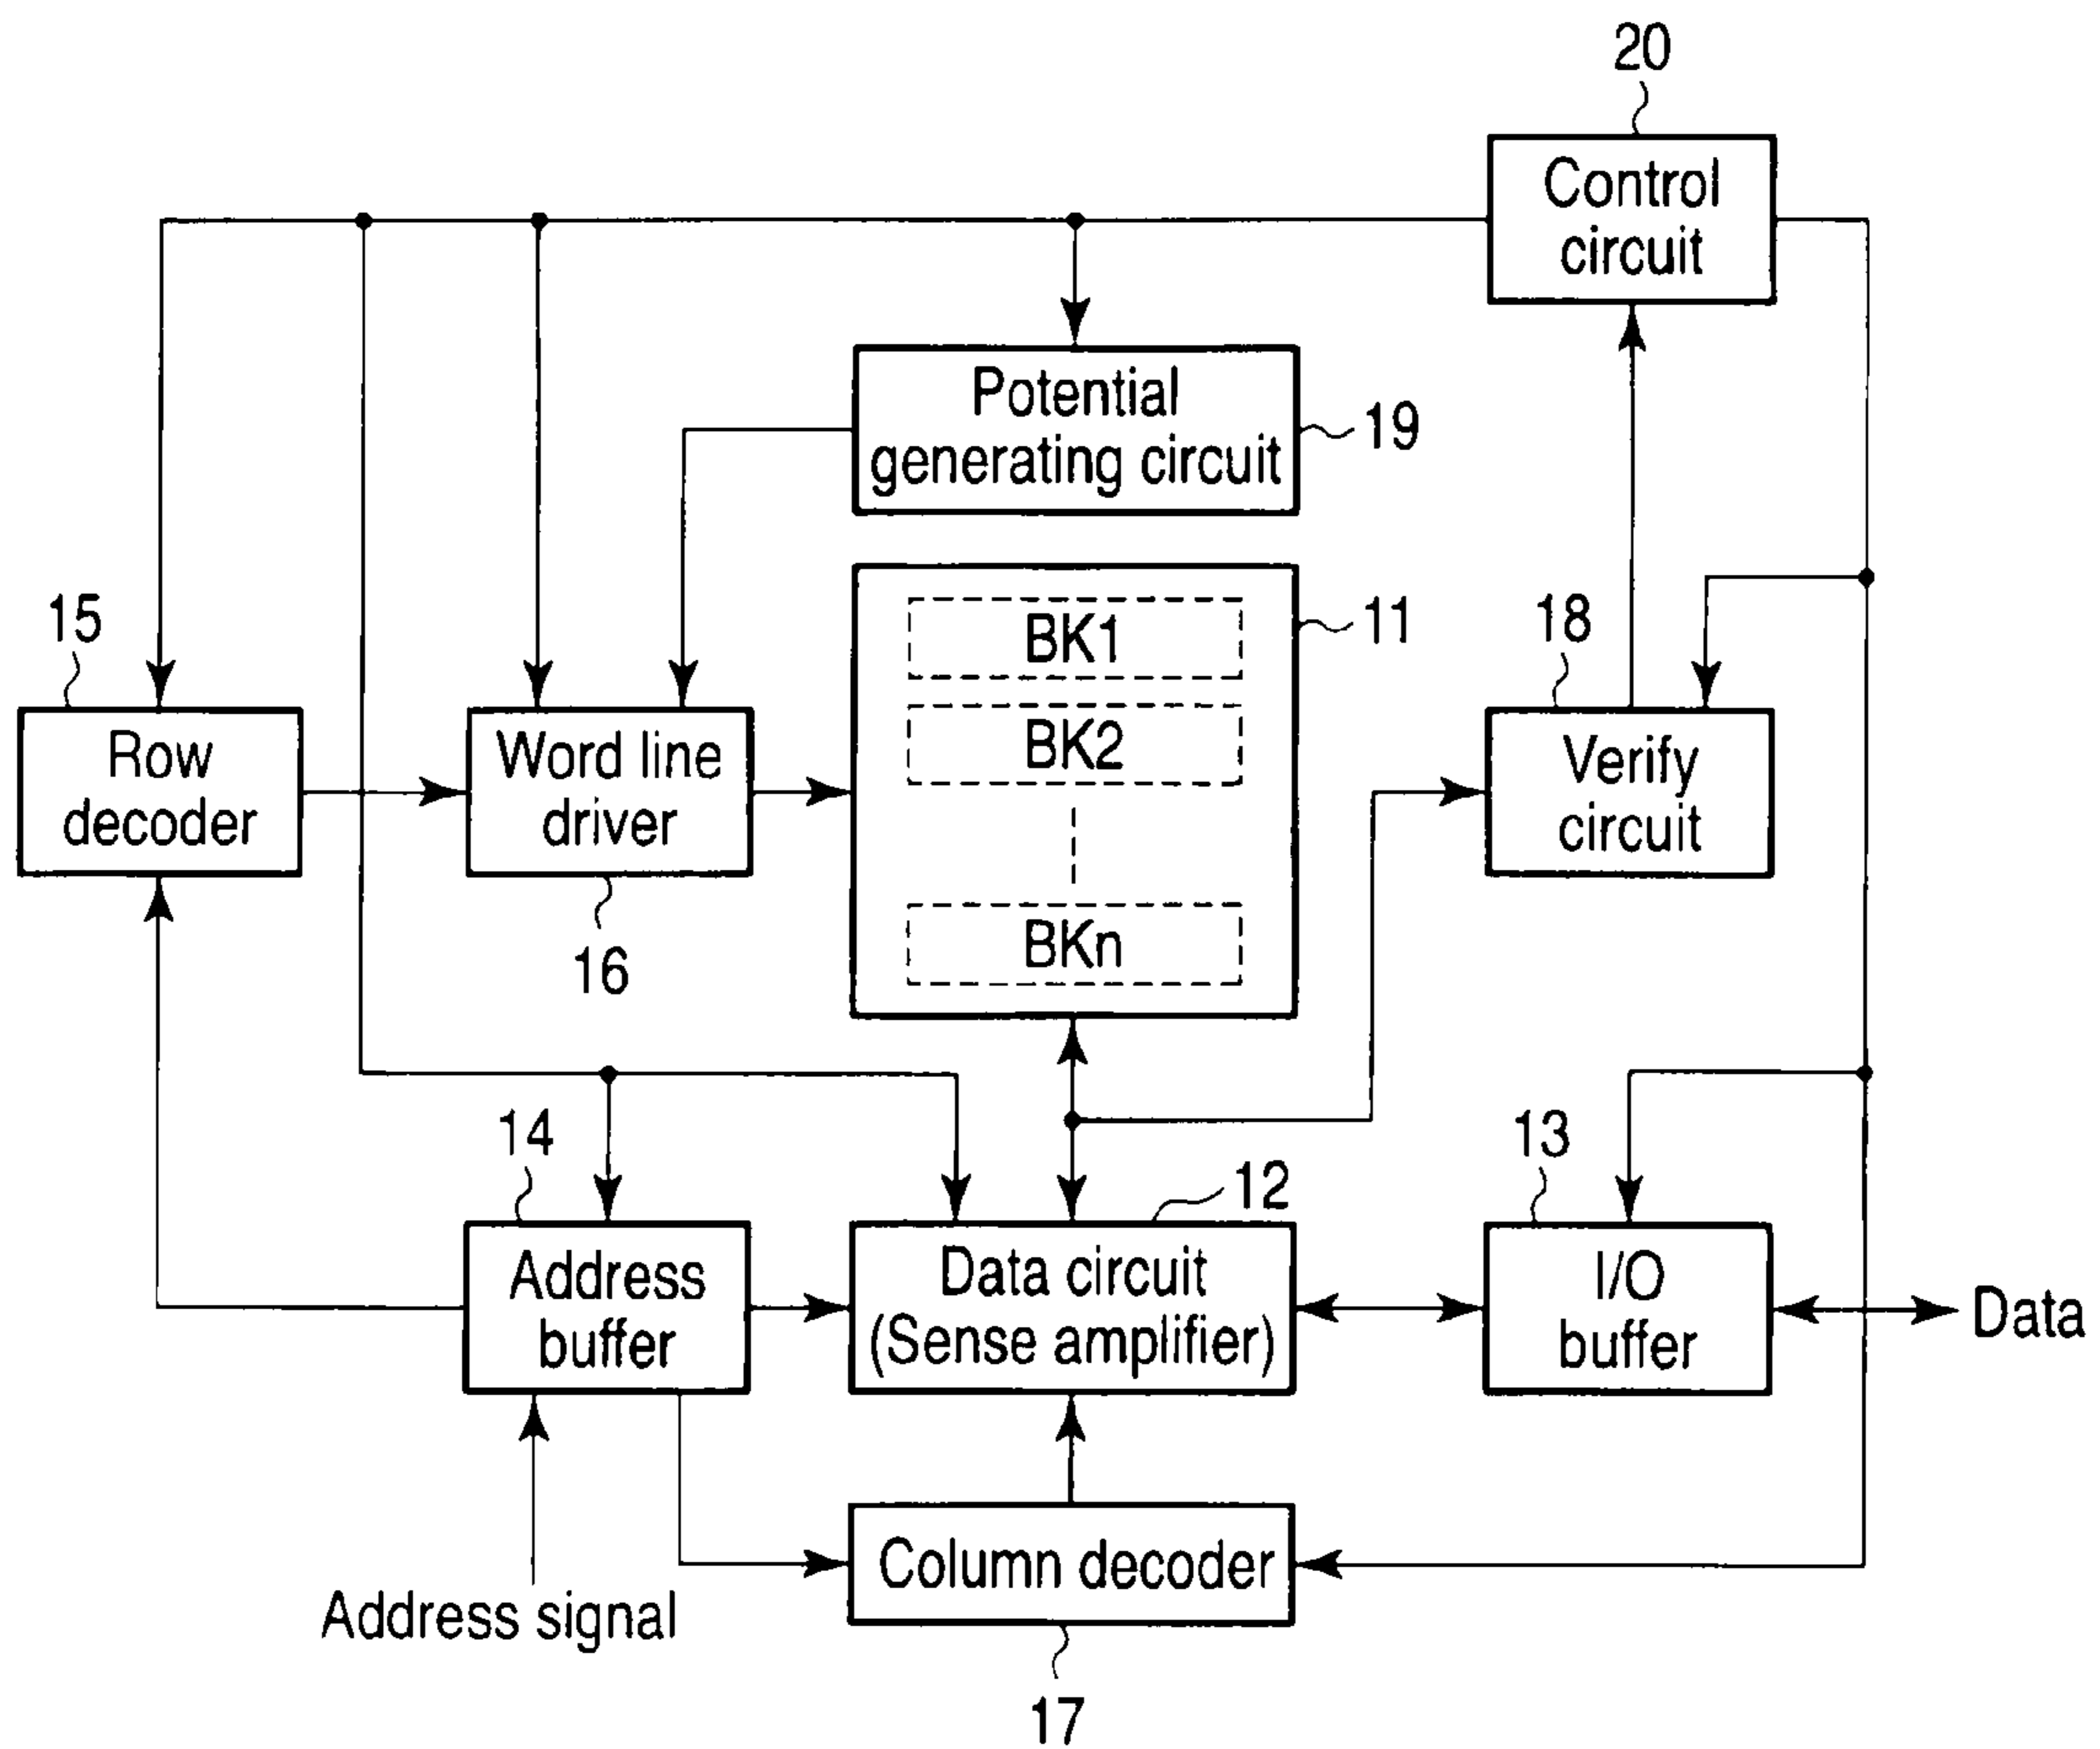 20
Control
circuit
Potential
generating circuit
19
15
Row
decoder
Word line
driver
16
BK1
BK2
BKn
11
18
Verify
circuit
14
Address
buffer
12
Data circuit
(Sense amplifier)
13
I/O
buffer
Data
Address signal
Column decoder
17